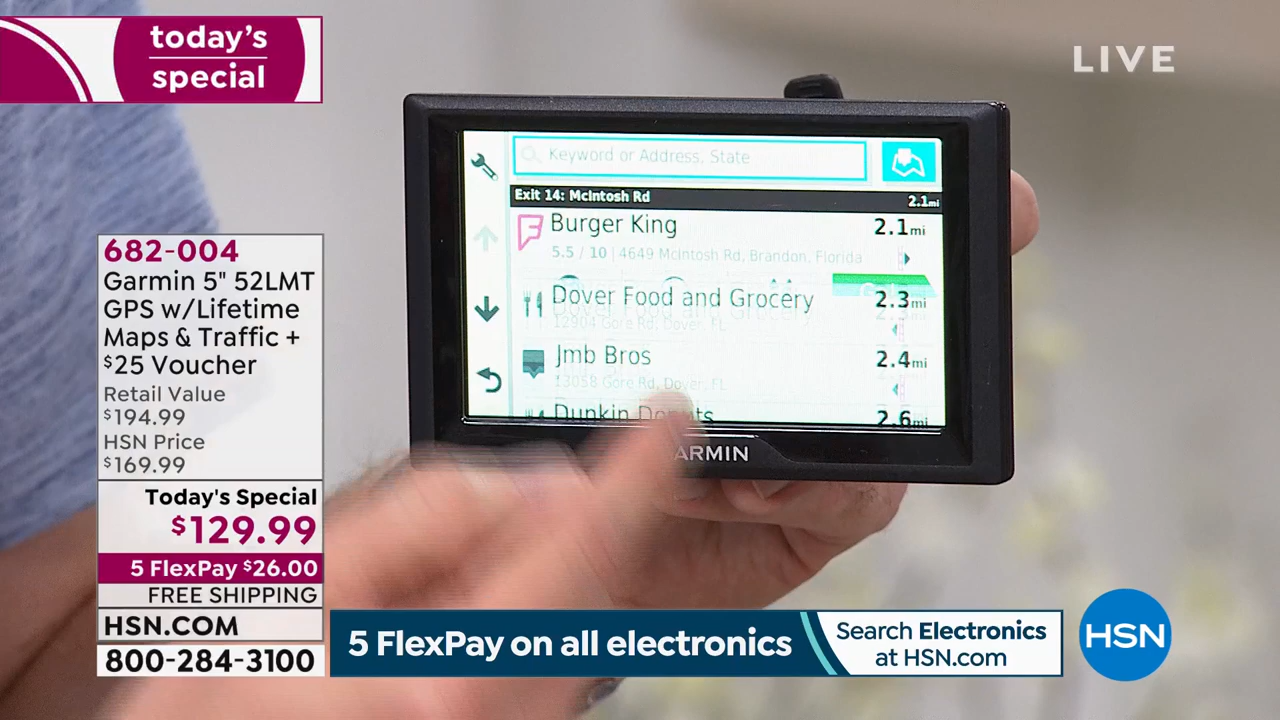 today's
special
LIVE
Keyword or Address, State
Exit 14: McIntosh Rd 2.1mi
Burger King 2.1mi
5.5 / 10 | 4649 McIntosh Rd, Brandon, Florida
Dover Food and Grocery 2.3mi
12904 Gore Rd, Dover, FL
Jmb Bros 2.4mi
13058 Gore Rd, Dover, FL
Dunkin 2.6mi
ARMIN
682-004
Garmin 5" 52LMT
GPS w/Lifetime
Maps & Traffic +
$25 Voucher
Retail Value
$194.99
HSN Price
$169.99
Today's Special
$129.99
5 FlexPay $26.00
FREE SHIPPING
HSN.COM
800-284-3100
5 FlexPay on all electronics
Search Electronics
at HSN.com
HSN